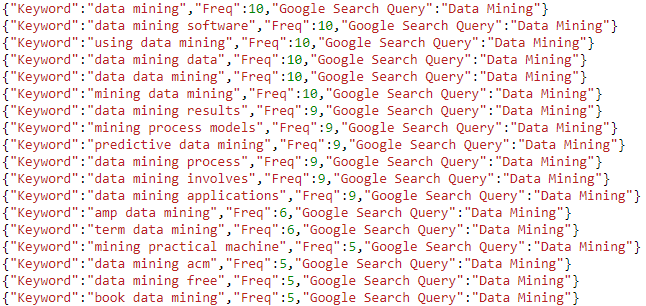 {"Keyword":"data mining","Freq":10,"Google Search Query":"Data Mining"}
{"Keyword":"data mining software","Freq":10,"Google Search Query":"Data Mining"}
{"Keyword":"using data mining","Freq":10,"Google Search Query":"Data Mining"}
{"Keyword":"data mining data","Freq":10,"Google Search Query":"Data Mining"}
{"Keyword":"data data mining","Freq":10,"Google Search Query":"Data Mining"}
{"Keyword":"mining data mining","Freq":10,"Google Search Query":"Data Mining"}
{"Keyword":"data mining results","Freq":9,"Google Search Query":"Data Mining"}
{"Keyword":"mining process models","Freq":9,"Google Search Query":"Data Mining"}
{"Keyword":"predictive data mining","Freq":9,"Google Search Query":"Data Mining"}
{"Keyword":"data mining process","Freq":9,"Google Search Query":"Data Mining"}
{"Keyword":"data mining involves","Freq":9,"Google Search Query":"Data Mining"}
{"Keyword":"data mining applications","Freq":9,"Google Search Query":"Data Mining"}
{"Keyword":"amp data mining","Freq":6,"Google Search Query":"Data Mining"}
{"Keyword":"term data mining","Freq":6,"Google Search Query":"Data Mining"}
{"Keyword":"mining practical machine","Freq":5,"Google Search Query":"Data Mining"}
{"Keyword":"data mining acm","Freq":5,"Google Search Query":"Data Mining"}
{"Keyword":"data mining free","Freq":5,"Google Search Query":"Data Mining"}
{"Keyword":"book data mining","Freq":5,"Google Search Query":"Data Mining"}